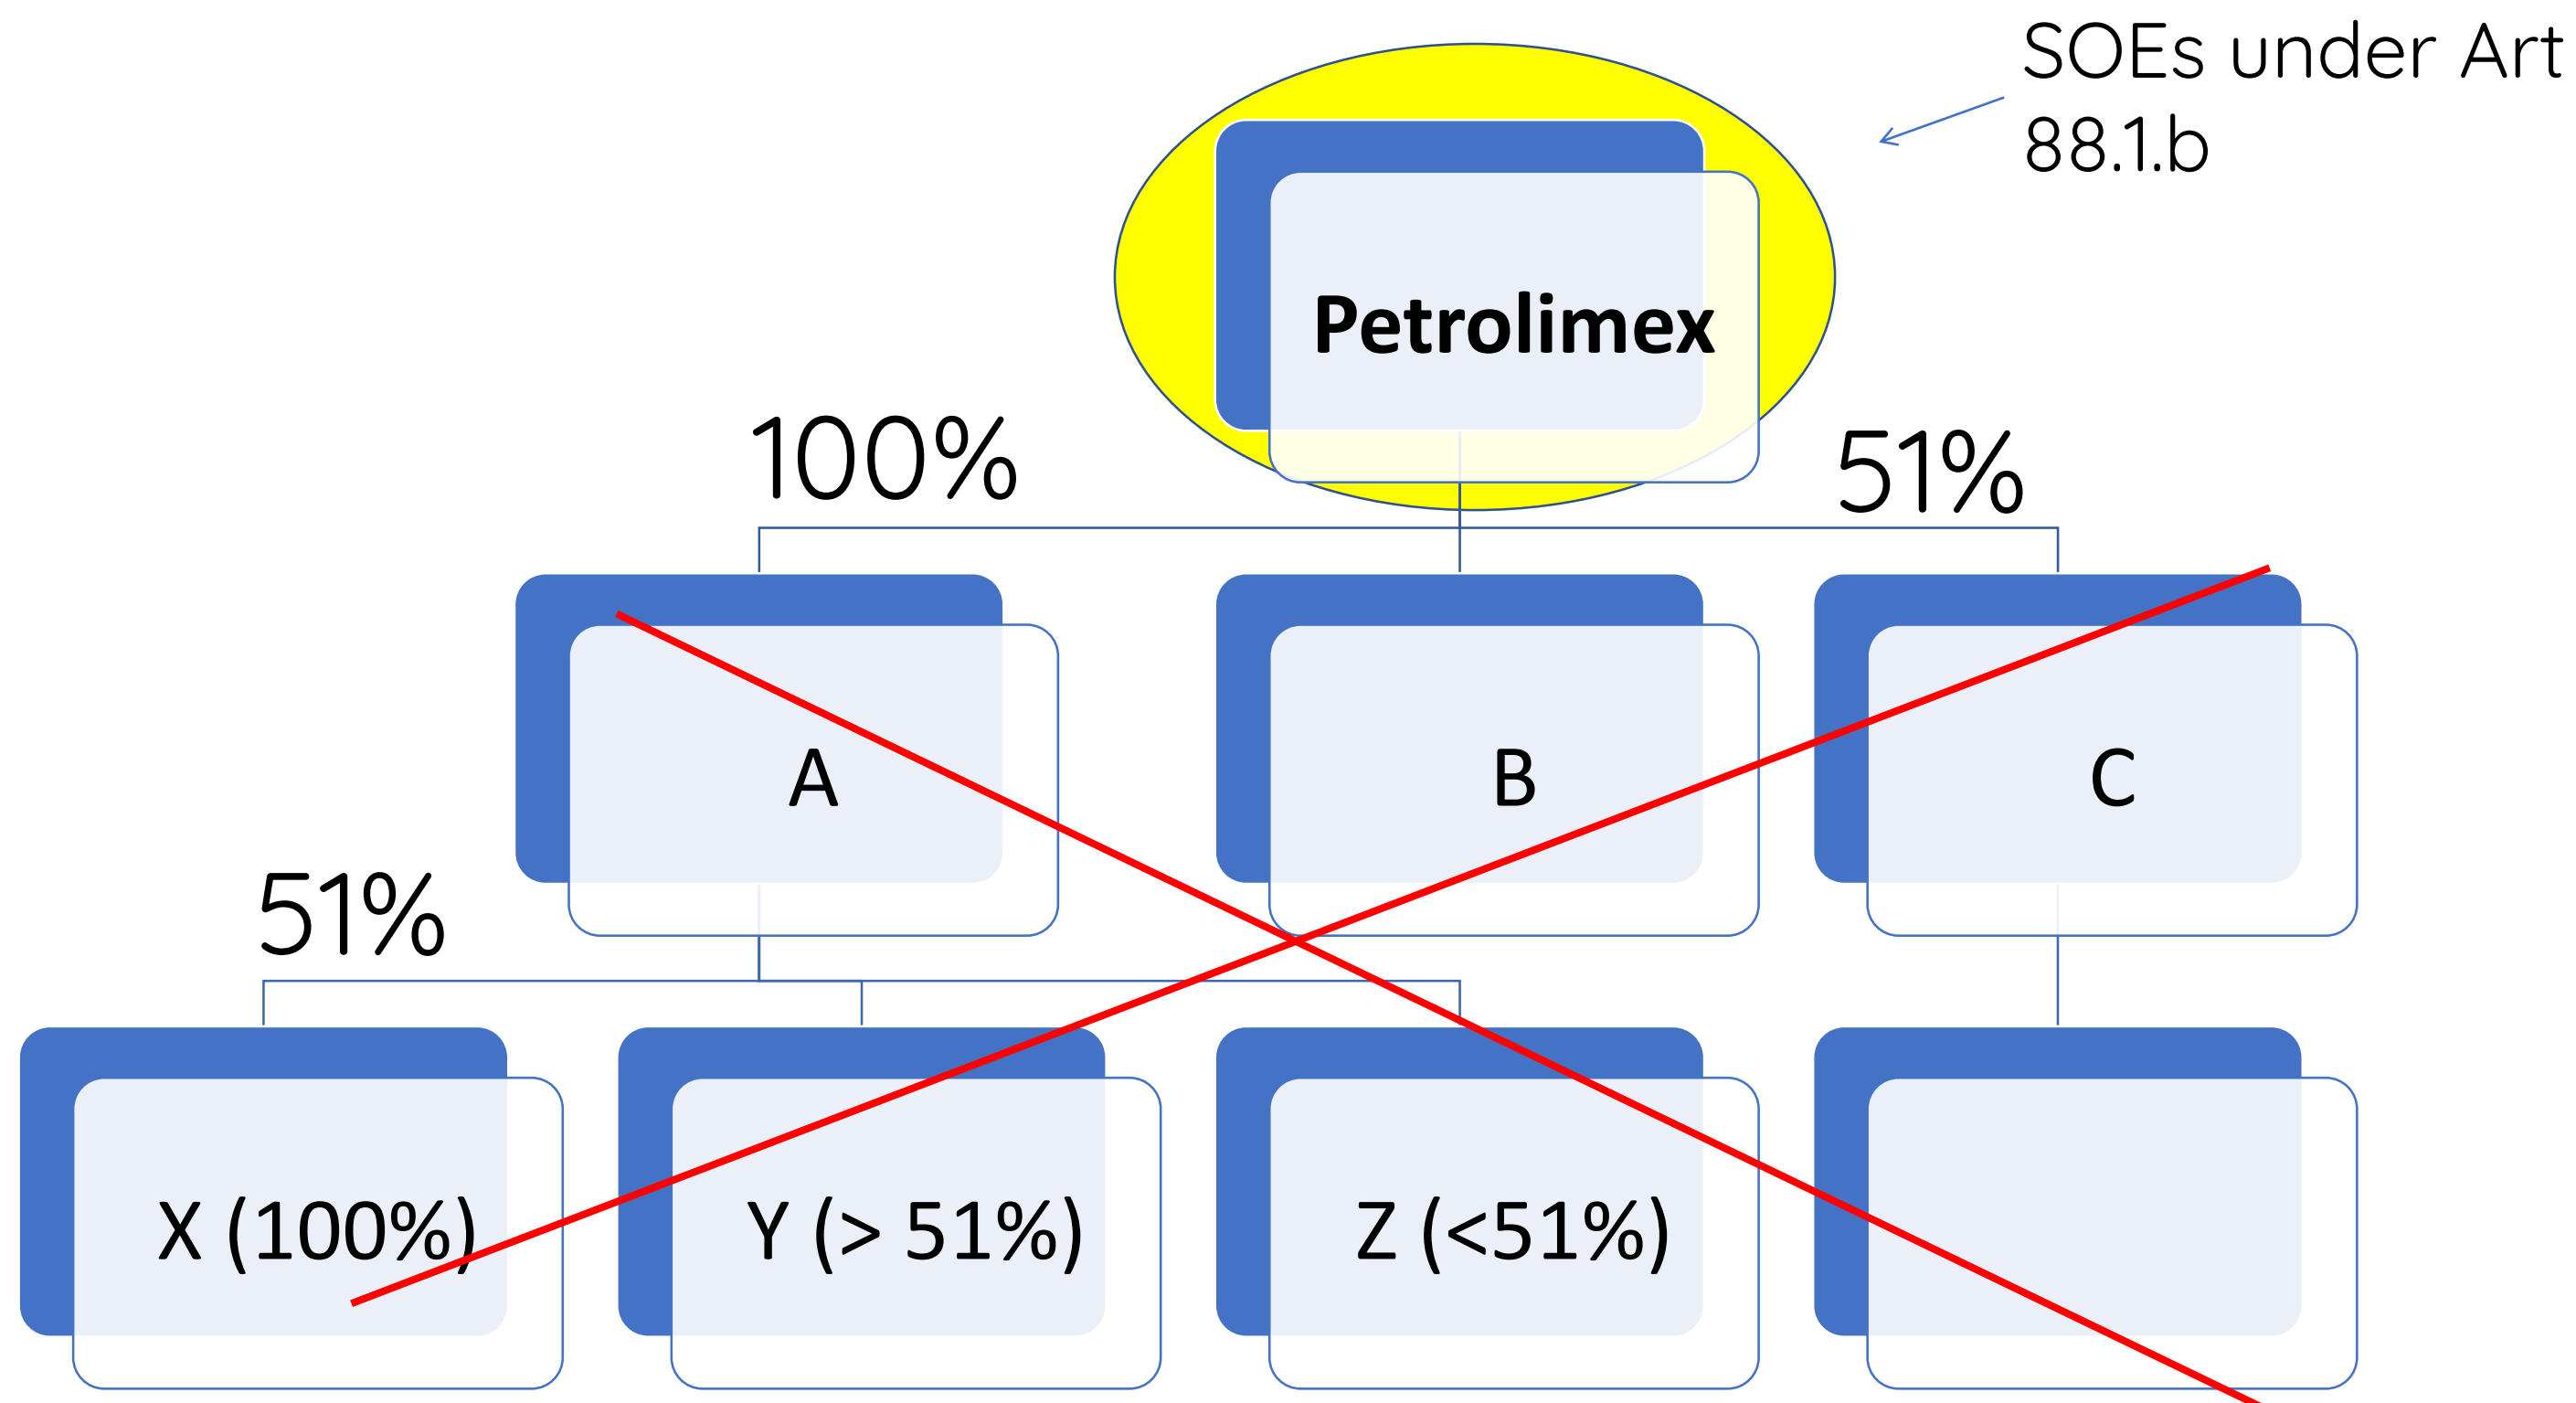 SOEs under Art
88.1.b
Petrolimex
100%
51%
A
B
C
51%
X (100%)
Y (> 51%)
Z (<51%)